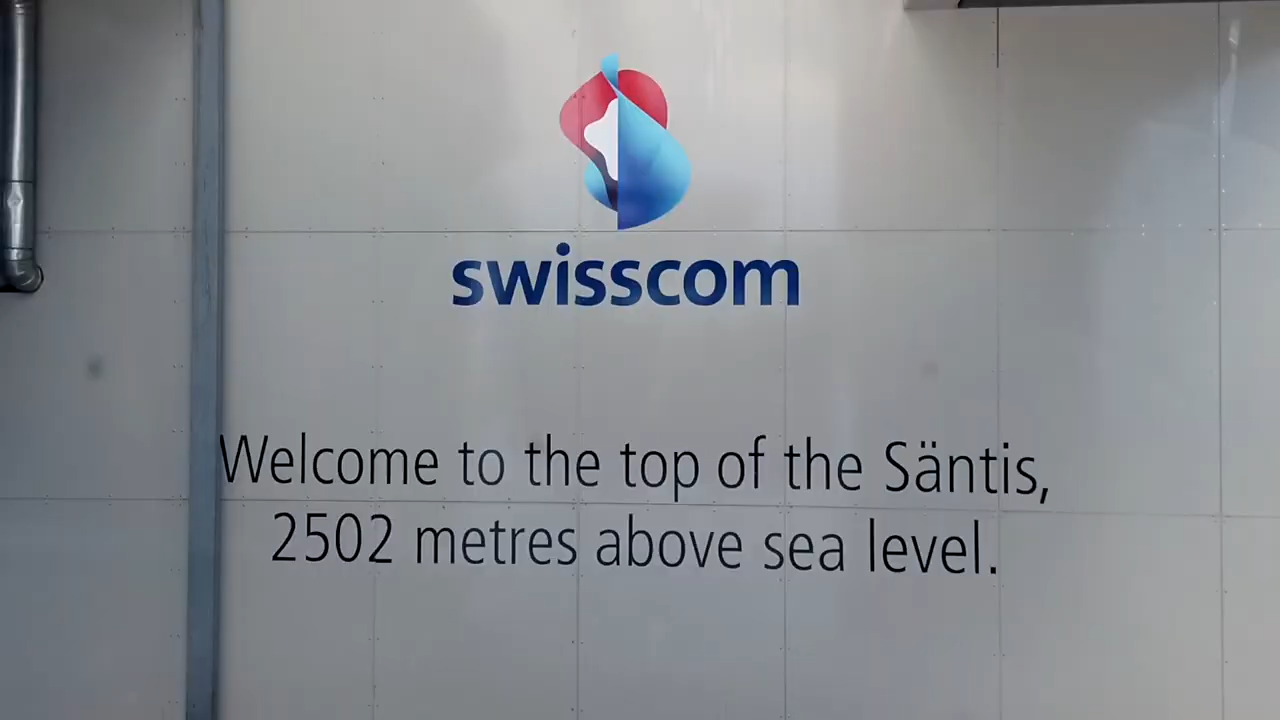 swisscom
Welcome to the top of the Säntis,
2502 metres above sea level.